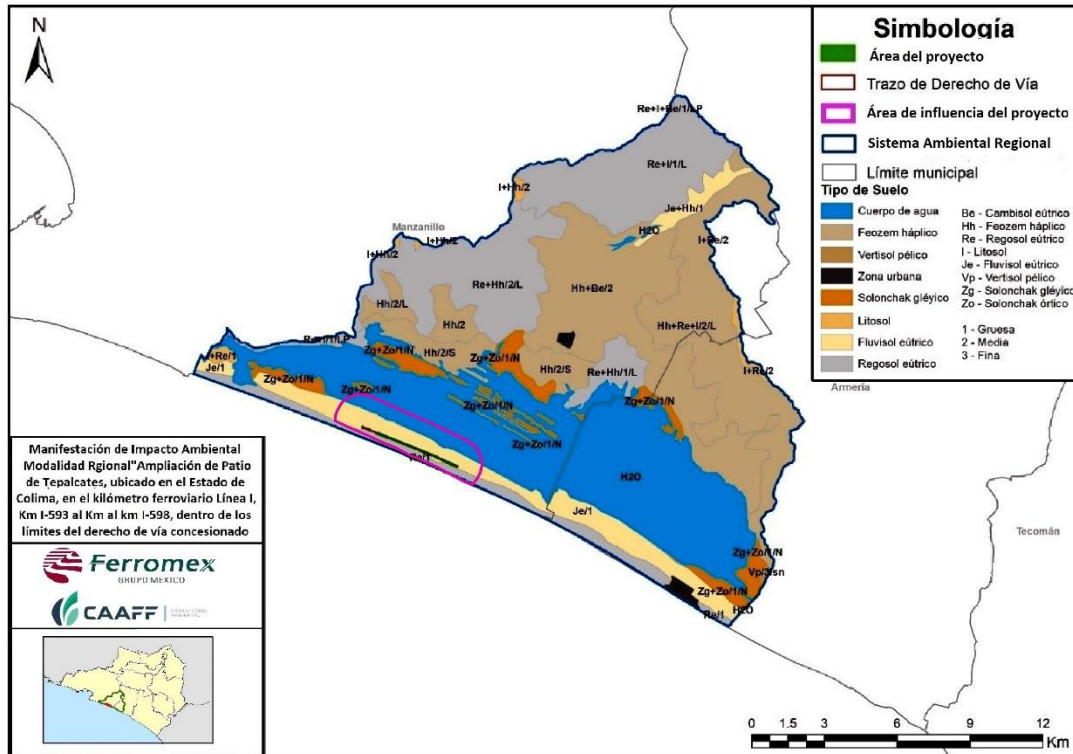 N
Simbología
Área del proyecto
Trazo de Derecho de Vía
Área de influencia del proyecto
Sistema Ambiental Regional
Límite municipal
Tipo de Suelo
Cuerpo de agua
Feozem háplico
Vertisol pélico
Zona urbana
Solonchak gléyico
Litosol
Fluvisol eútrico
Regosol eútrico
Be - Cambisol eútrico
Hh - Feozem háplico
Re - Regosol eútrico
I - Litosol
Je - Fluvisol eútrico
Vp - Vertisol pélico
Zg - Solonchak gléyico
Zo - Solonchak órtico
1 - Gruesa
2 - Media
3 - Fina
Re+I+Be/1/LP
Re+I/1/L
I+Hh/2
Je+Hh/1
Manzanillo
I+Hh/2
H2O
I+Re/2
I+Hh/2
Re+Hh/2/L
Hh+Be/2
Hh/2/L
Hh/2
Hh+Re+I/2/L
Re+I/1/LP
Zg+Zo/1/N
Hh/2/S
Zg+Zo/1/N
I+Re/1
Je/1
Hh/2/S
Re+Hh/1/L
I+Re/2
Zg+Zo/1/N
Zg+Zo/1/N
Zg+Zo/1/N
Zg+Zo/1/N
Armería
Zg+Zo/1/N
Re/1
H2O
Je/1
Tecomán
Zg+Zo/1/N
Vp/3/sn
Zg+Zo/1/N
H2O
Re/1
Manifestación de Impacto Ambiental
Modalidad Rgional"Ampliación de Patio
de Tepalcates, ubicado en el Estado de
Colima, en el kilómetro ferroviario Línea I,
Km I-593 al Km al km I-598, dentro de los
límites del derecho de vía concesionado
Ferromex
GRUPO MEXICO
CAAFF
0 1.5 3 6 9 12
Km